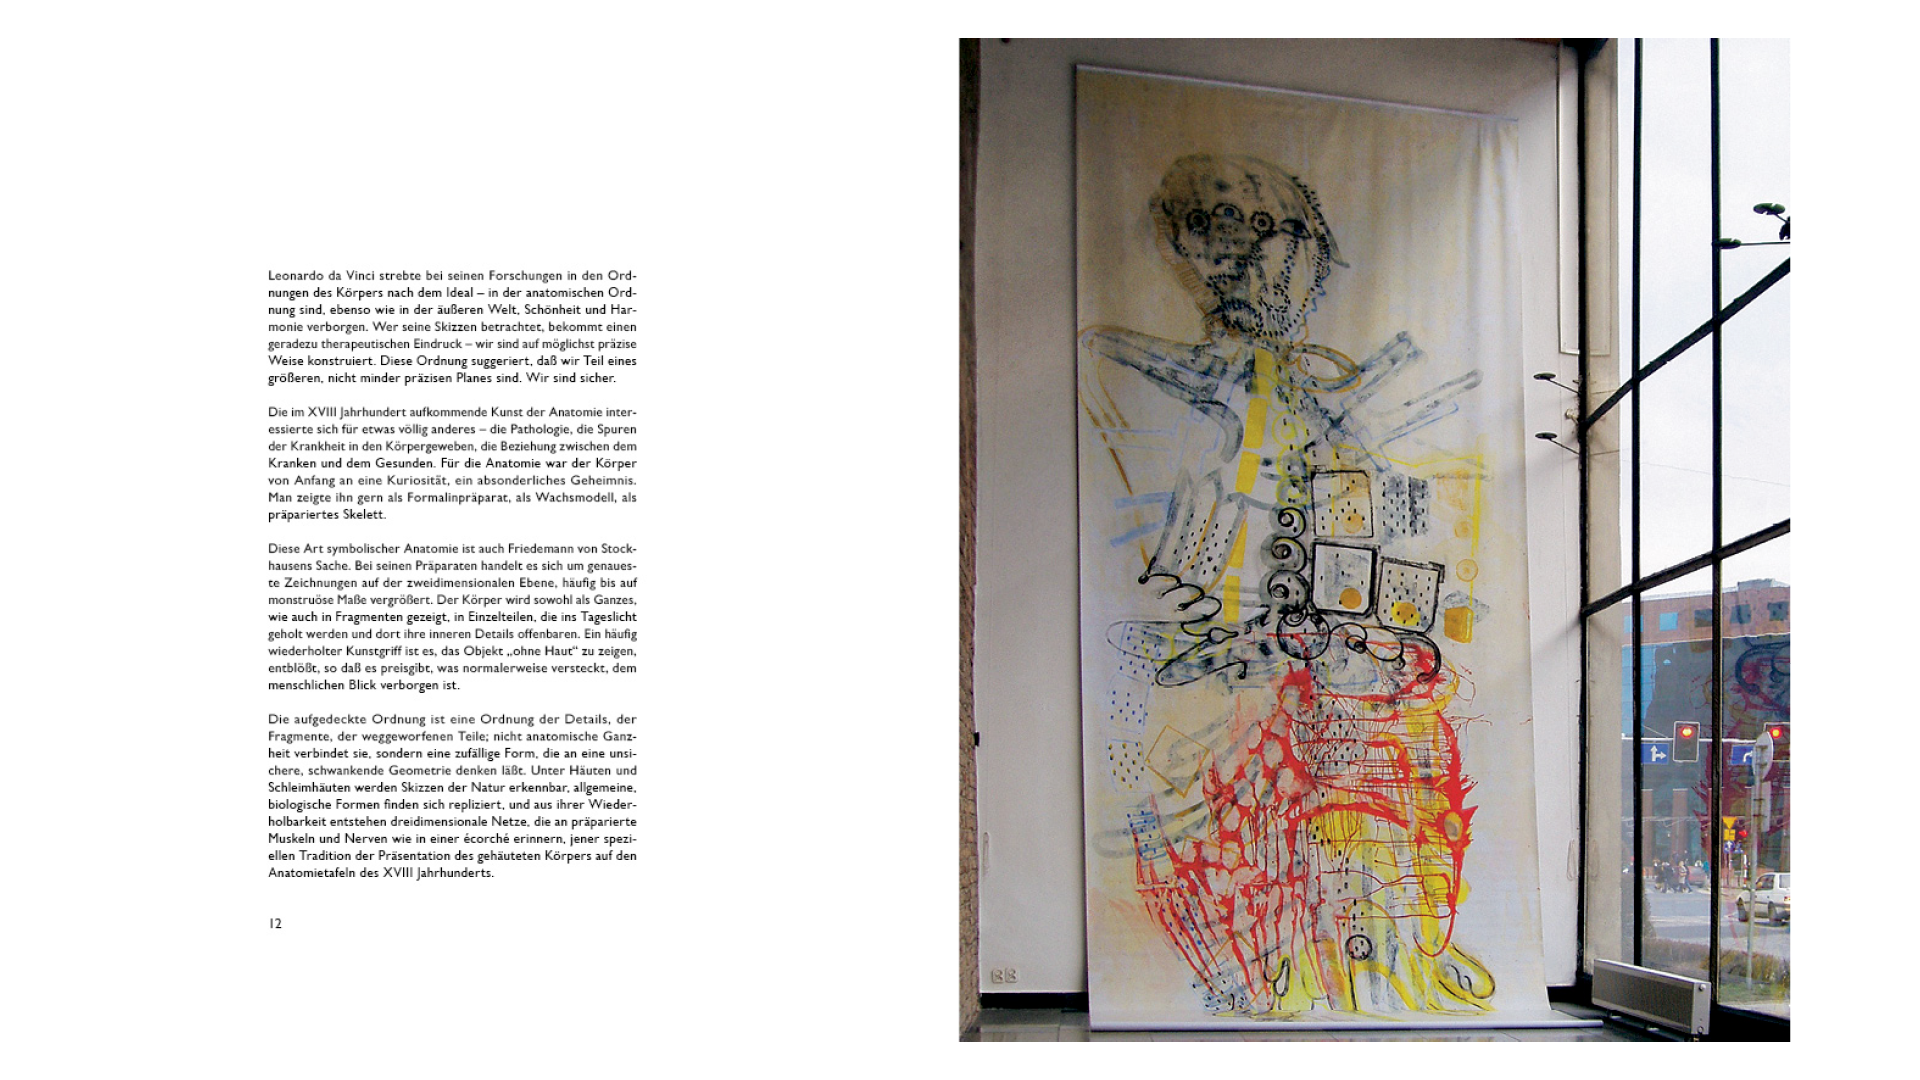 Leonardo da Vinci strebte bei seinen Forschungen in den Ord-
nungen des Körpers nach dem Ideal – in der anatomischen Ord-
nung sind, ebenso wie in der äußeren Welt, Schönheit und Har-
monie verborgen. Wer seine Skizzen betrachtet, bekommt einen
geradezu therapeutischen Eindruck – wir sind auf möglichst präzise
Weise konstruiert. Diese Ordnung suggeriert, daß wir Teil eines
größeren, nicht minder präzisen Planes sind. Wir sind sicher.
Die im XVIII Jahrhundert aufkommende Kunst der Anatomie inter-
essierte sich für etwas völlig anderes – die Pathologie, die Spuren
der Krankheit in den Körpergeweben, die Beziehung zwischen dem
Kranken und dem Gesunden. Für die Anatomie war der Körper
von Anfang an eine Kuriosität, ein absonderliches Geheimnis.
Man zeigte ihn gern als Formalinpräparat, als Wachsmodell, als
präpariertes Skelett.
Diese Art symbolischer Anatomie ist auch Friedemann von Stock-
hausens Sache. Bei seinen Präparaten handelt es sich um genaues-
te Zeichnungen auf der zweidimensionalen Ebene, häufig bis auf
monstruöse Maße vergrößert. Der Körper wird sowohl als Ganzes,
wie auch in Fragmenten gezeigt, in Einzelteilen, die ins Tageslicht
geholt werden und dort ihre inneren Details offenbaren. Ein häufig
wiederholter Kunstgriff ist es, das Objekt „ohne Haut“ zu zeigen,
entblößt, so daß es preisgibt, was normalerweise versteckt, dem
menschlichen Blick verborgen ist.
Die aufgedeckte Ordnung ist eine Ordnung der Details, der
Fragmente, der weggeworfenen Teile; nicht anatomische Ganz-
heit verbindet sie, sondern eine zufällige Form, die an eine unsi-
chere, schwankende Geometrie denken läßt. Unter Häuten und
Schleimhäuten werden Skizzen der Natur erkennbar, allgemeine,
biologische Formen finden sich repliziert, und aus ihrer Wieder-
holbarkeit entstehen dreidimensionale Netze, die an präparierte
Muskeln und Nerven wie in einer écorché erinnern, jener spezi-
ellen Tradition der Präsentation des gehäuteten Körpers auf den
Anatomietafeln des XVIII Jahrhunderts.
12